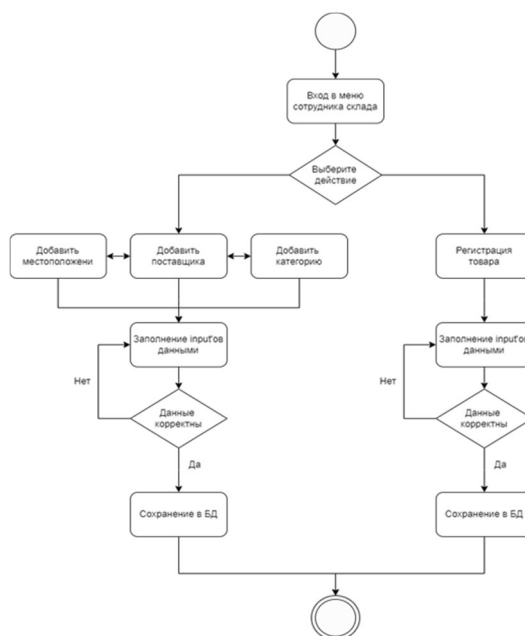 Вход в меню
сотрудника склада
Выберите
действие
Добавить
местоположени
Добавить
поставщика
Добавить
категорию
Регистрация
товара
Заполнение input'ов
данными
Заполнение input'ов
данными
Нет
Нет
Данные
корректны
Данные
корректны
Да
Да
Сохранение в БД
Сохранение в БД